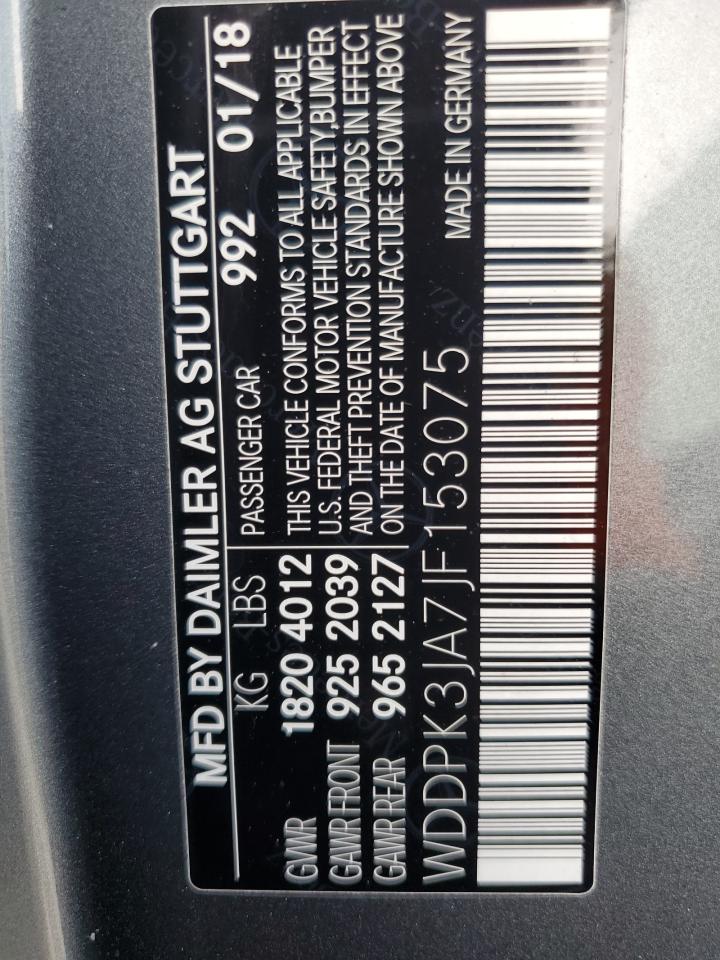 MFD BY DAIMLER AG STUTTGART
KG LBS PASSENGER CAR 992 01/18
GVWR 1820 4012 THIS VEHICLE CONFORMS TO ALL APPLICABLE
GAWR FRONT 925 2039 U.S. FEDERAL MOTOR VEHICLE SAFETY,BUMPER
AND THEFT PREVENTION STANDARDS IN EFFECT
GAWR REAR 965 2127 ON THE DATE OF MANUFACTURE SHOWN ABOVE
WDDPK3JA7JF153075 MADE IN GERMANY